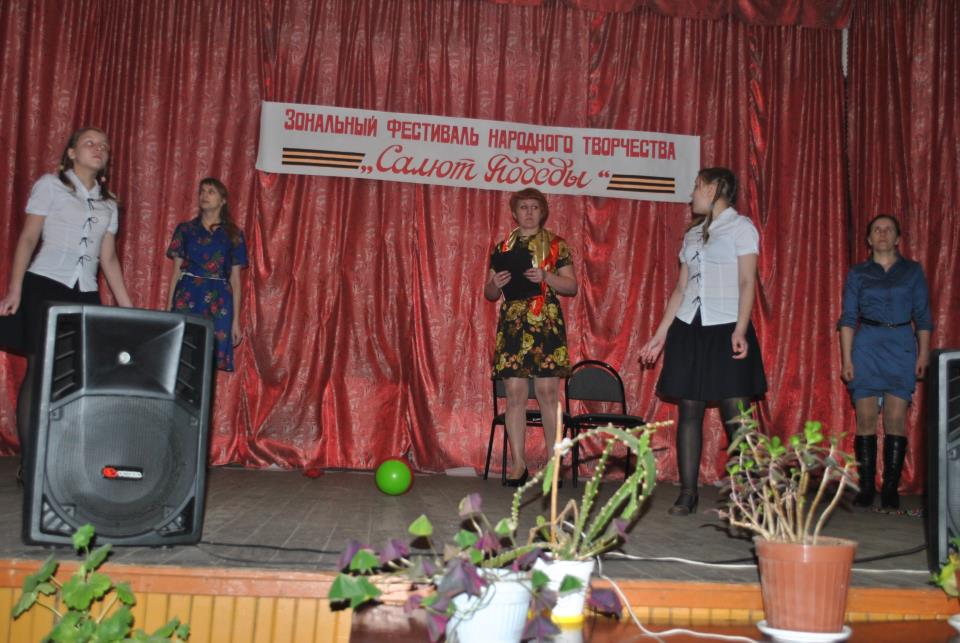 Зональный фестиваль народного творчества
„Салют Победы“